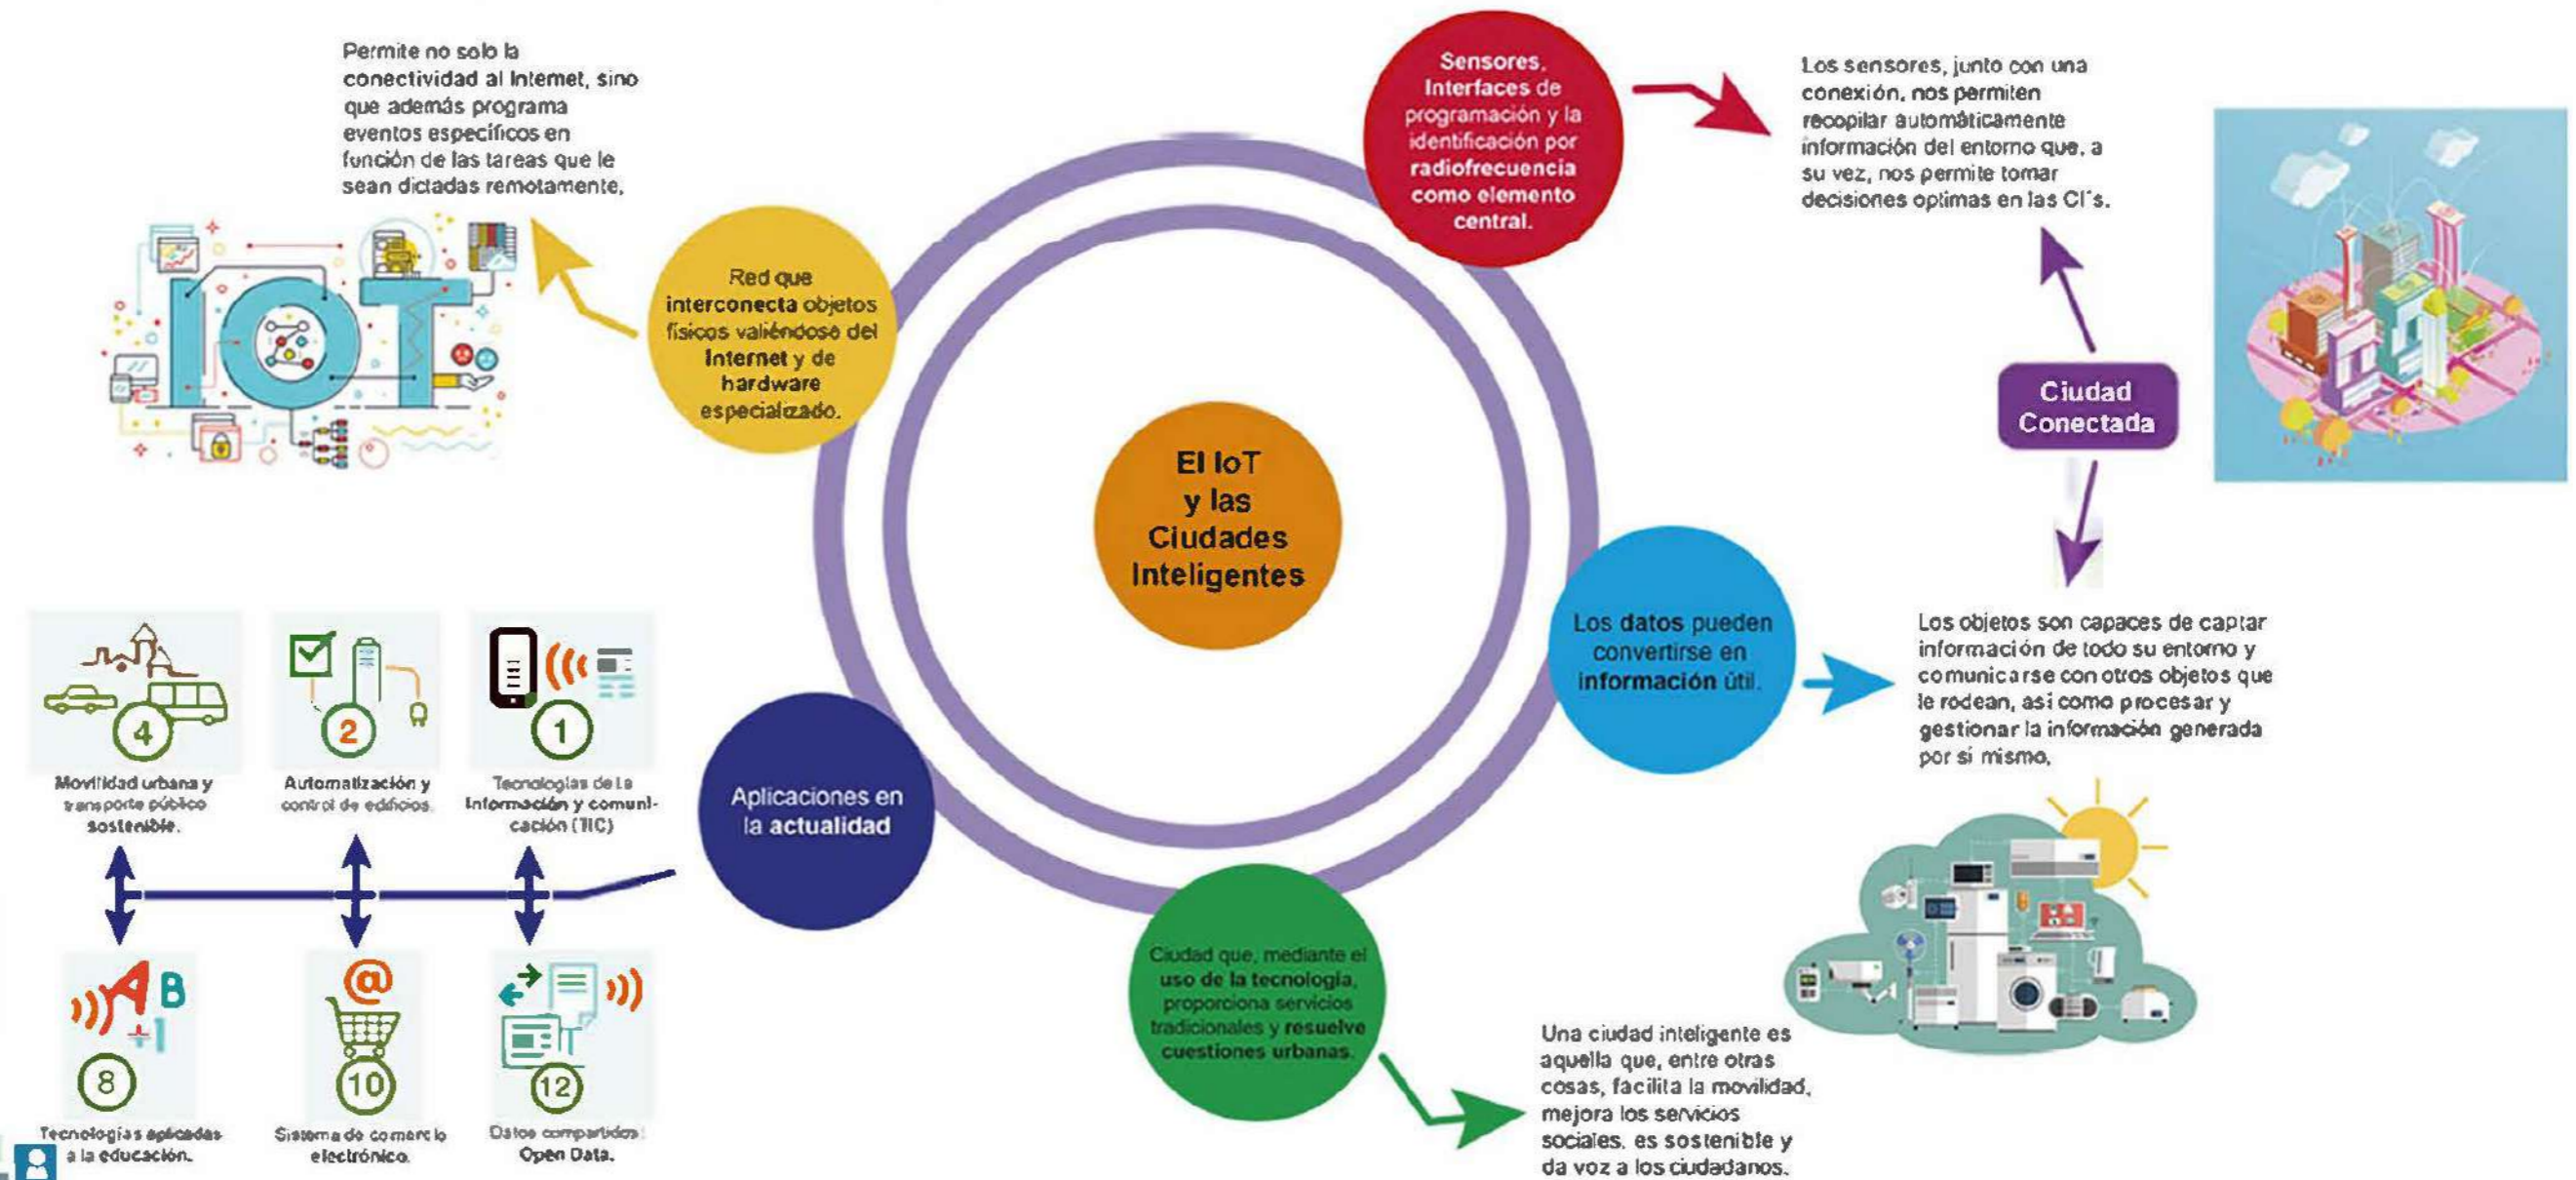 Permite no solo la
conectividad al Internet, sino
que además programa
eventos específicos en
función de las tareas que le
sean dictadas remotamente,
IOT
Red que
interconecta objetos
físicos valiéndose del
Internet y de
hardware
especializado.
Sensores,
Interfaces de
programación y la
identificación por
radiofrecuencia
como elemento
central.
Los sensores, junto con una
conexión, nos permiten
recopilar automáticamente
información del entorno que, a
su vez, nos permite tomar
decisiones optimas en las CI´s.
Ciudad
Conectada
El IoT
y las
Ciudades
Inteligentes
Los datos pueden
convertirse en
información útil.
Los objetos son capaces de captar
información de todo su entorno y
comunicarse con otros objetos que
le rodean, asi como procesar y
gestionar la información generada
por sí mismo,
4
Movilidad urbana y
transporte público
sostenible.
2
Automatización y
control de edificios.
1
Tecnologías de la
Información y comuni-
cación (TIC)
Aplicaciones en
la actualidad
A B
+1
8
Tecnologías aplicadas
a la educación.
@
10
Sistema de comercio
electrónico.
12
Datos compartidos:
Open Data.
Ciudad que, mediante el
uso de la tecnología,
proporciona servicios
tradicionales y resuelve
cuestiones urbanas.
Una ciudad inteligente es
aquella que, entre otras
cosas, facilita la movilidad,
mejora los servicios
sociales, es sostenible y
da voz a los ciudadanos.